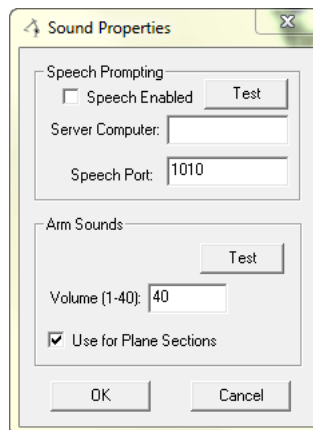 Sound Properties
Speech Prompting
Speech Enabled Test
Server Computer:
Speech Port: 1010
Arm Sounds
Test
Volume (1-40): 40
Use for Plane Sections
OK Cancel